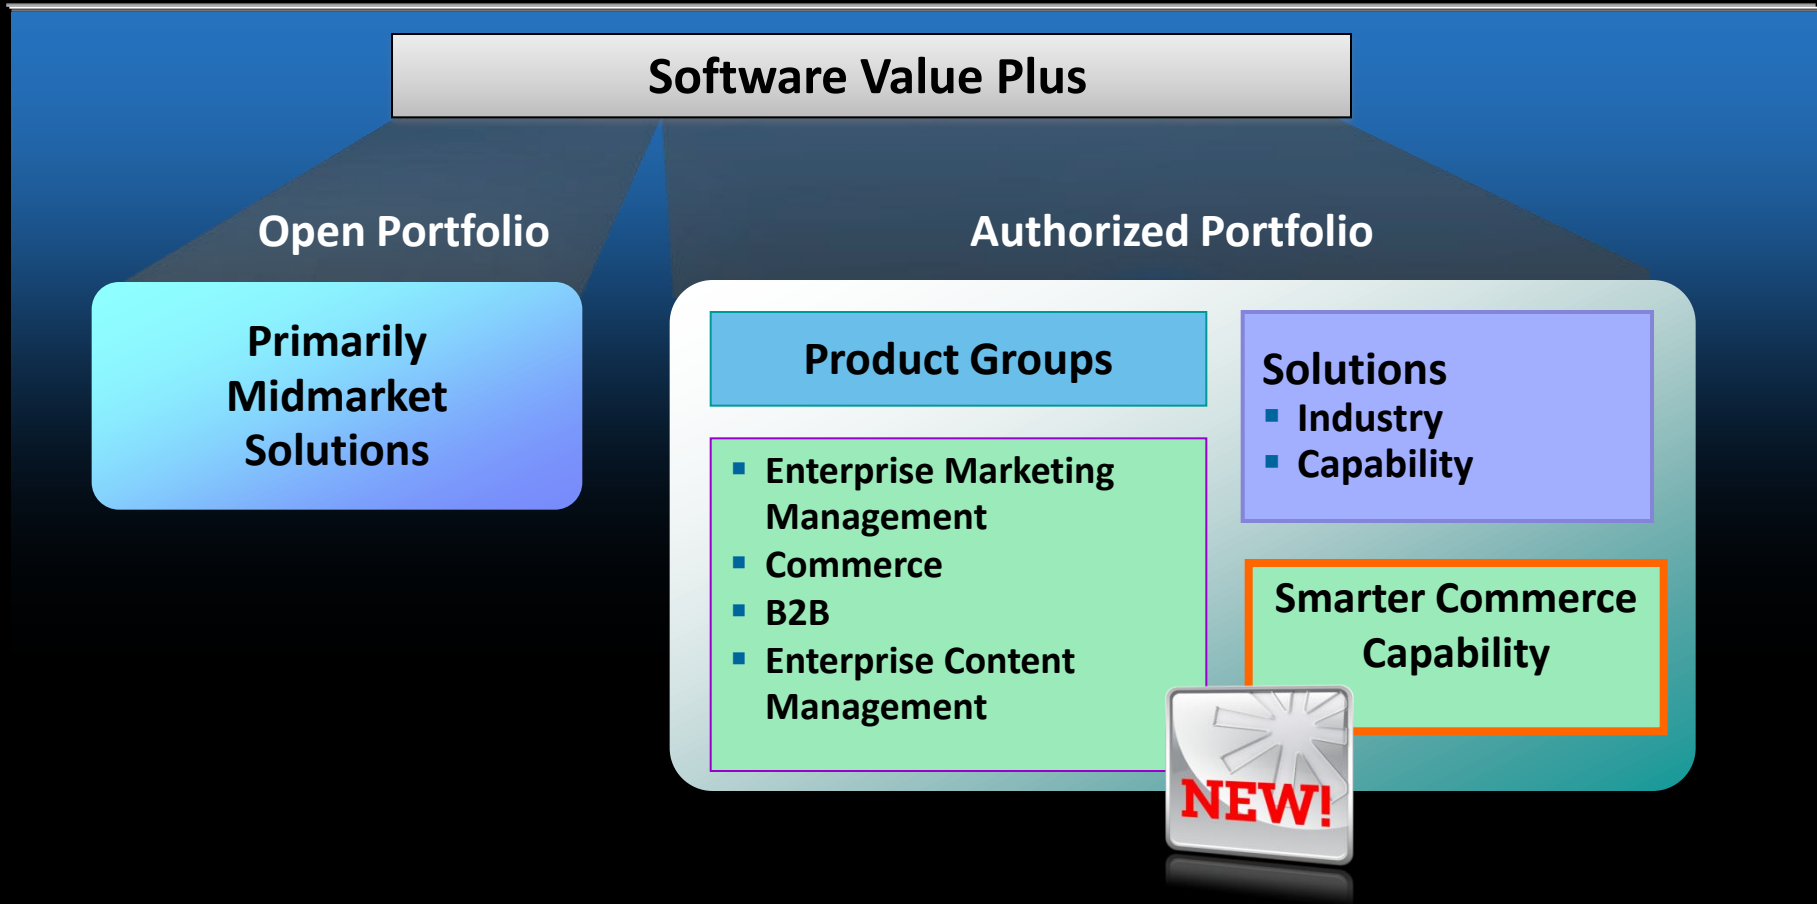 Software Value Plus
Open Portfolio
Authorized Portfolio
Primarily
Midmarket
Solutions
Product Groups
Enterprise Marketing
Management
Commerce
B2B
Enterprise Content
Management
Solutions
Industry
Capability
Smarter Commerce
Capability
NEW!